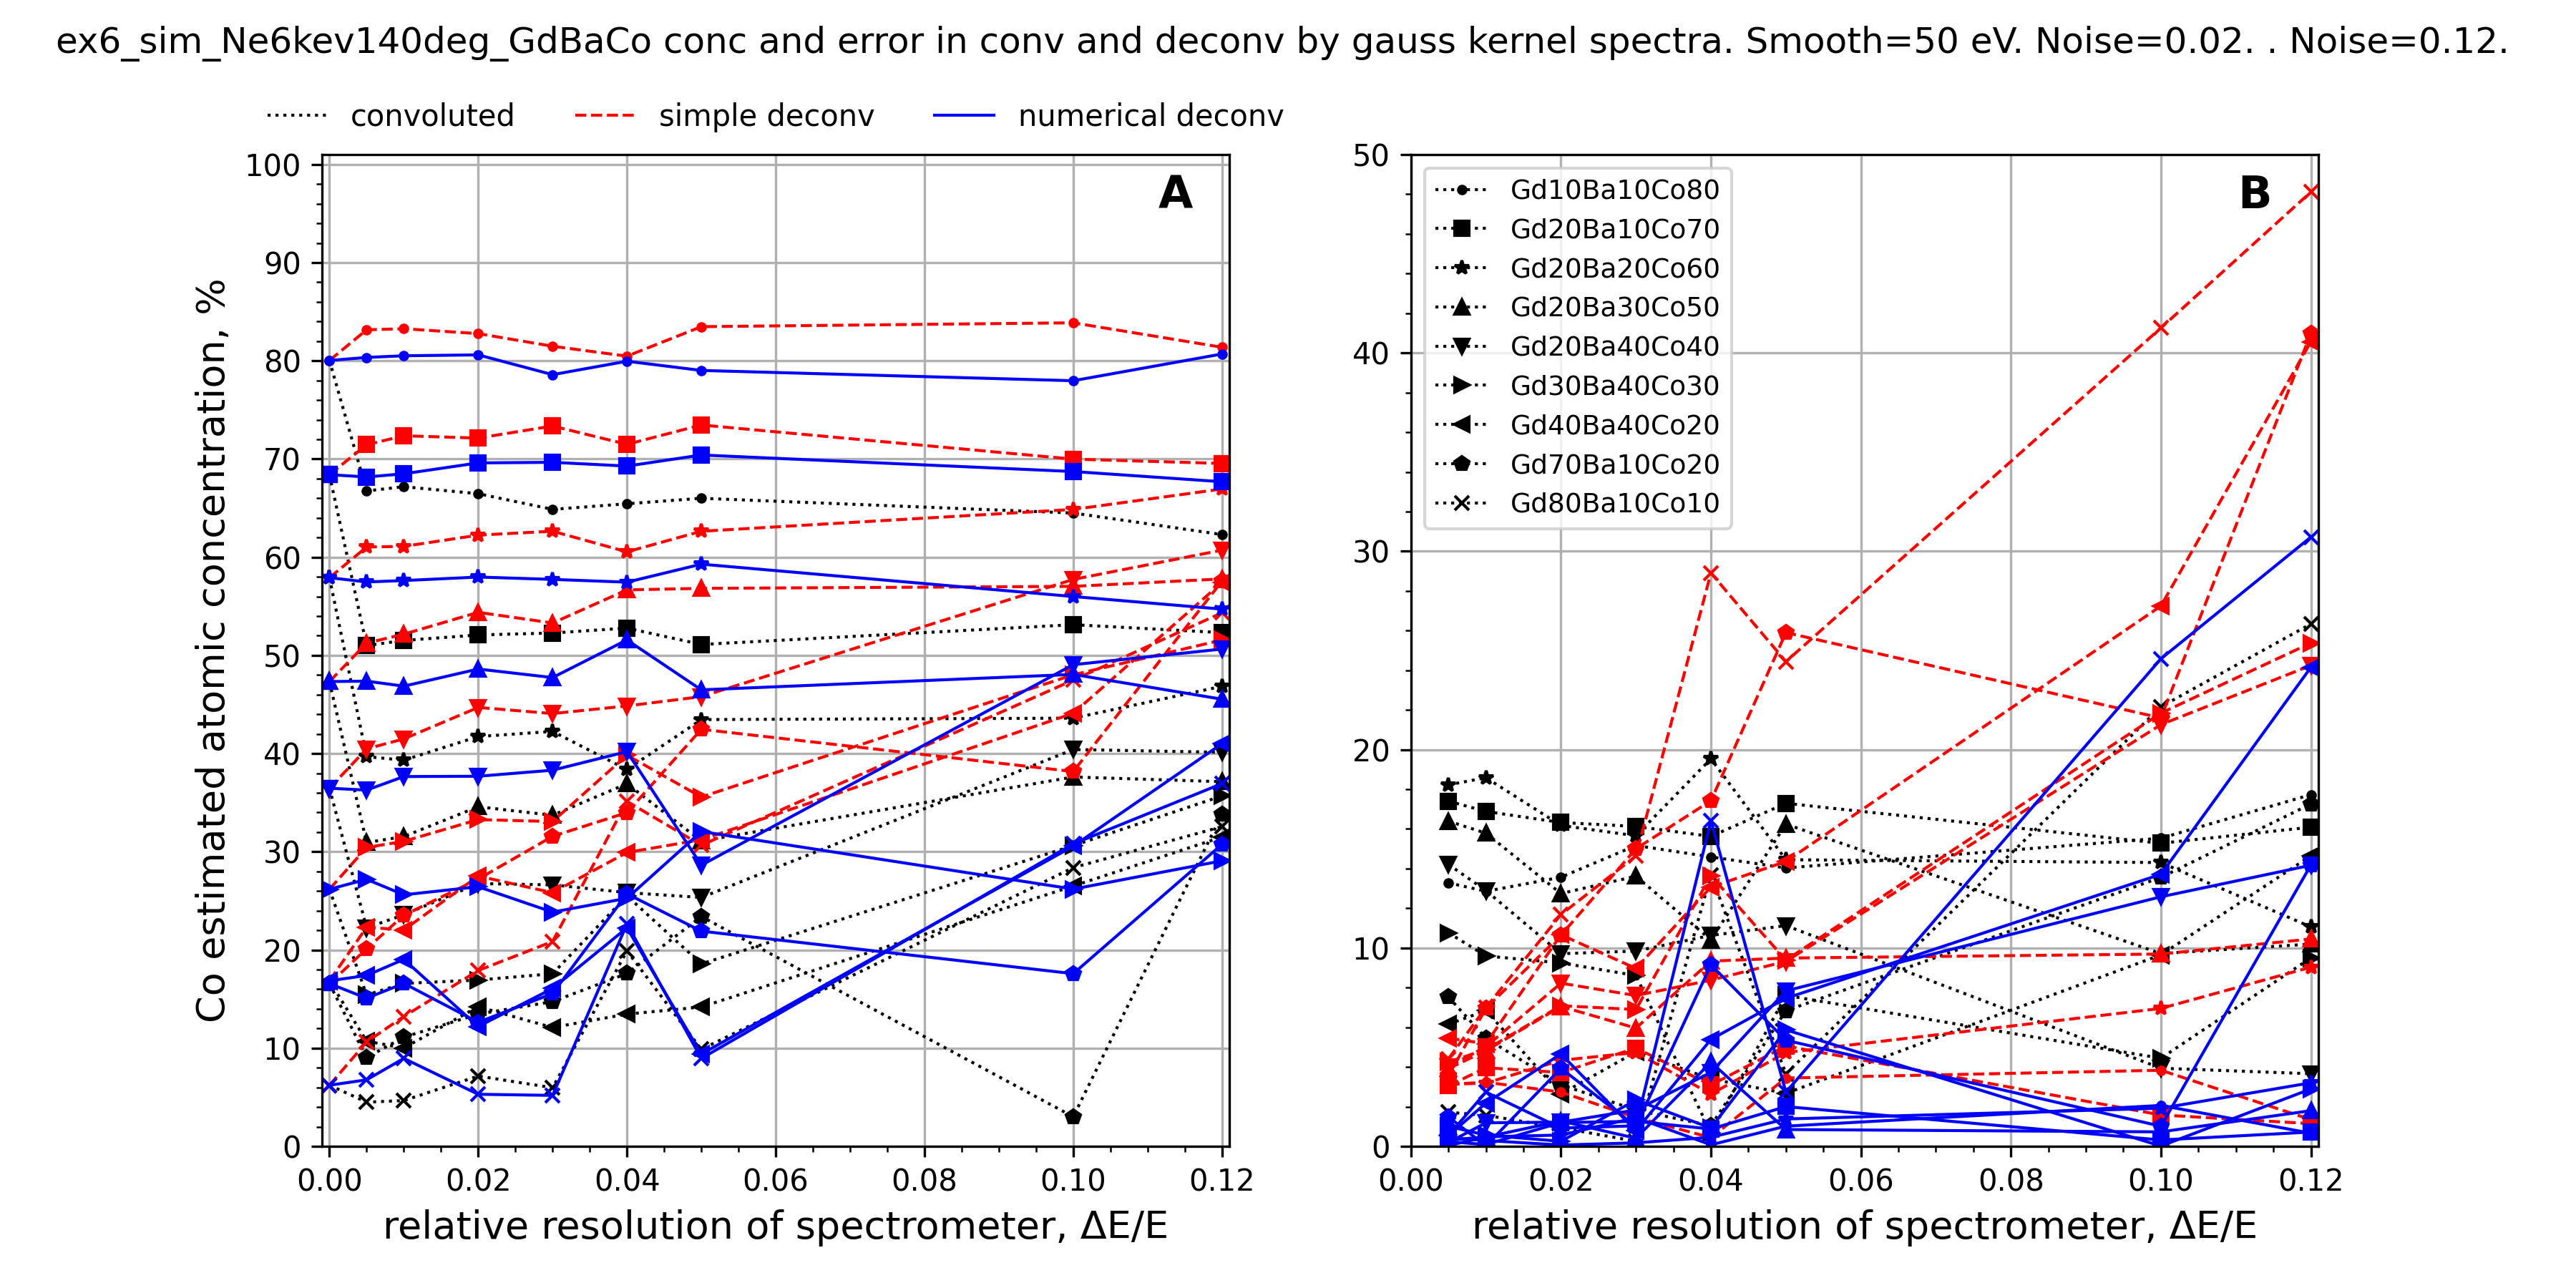 ex6_sim_Ne6kev140deg_GdBaCo conc and error in conv and deconv by gauss kernel spectra. Smooth=50 eV. Noise=0.02. . Noise=0.12.
convoluted simple deconv numerical deconv
A
Co estimated atomic concentration, %
100
90
80
70
60
50
40
30
20
10
0
0.00 0.02 0.04 0.06 0.08 0.10 0.12
relative resolution of spectrometer, ΔE/E
B
Gd10Ba10Co80
Gd20Ba10Co70
Gd20Ba20Co60
Gd20Ba30Co50
Gd20Ba40Co40
Gd30Ba40Co30
Gd40Ba40Co20
Gd70Ba10Co20
Gd80Ba10Co10
50
40
30
20
10
0
0.00 0.02 0.04 0.06 0.08 0.10 0.12
relative resolution of spectrometer, ΔE/E